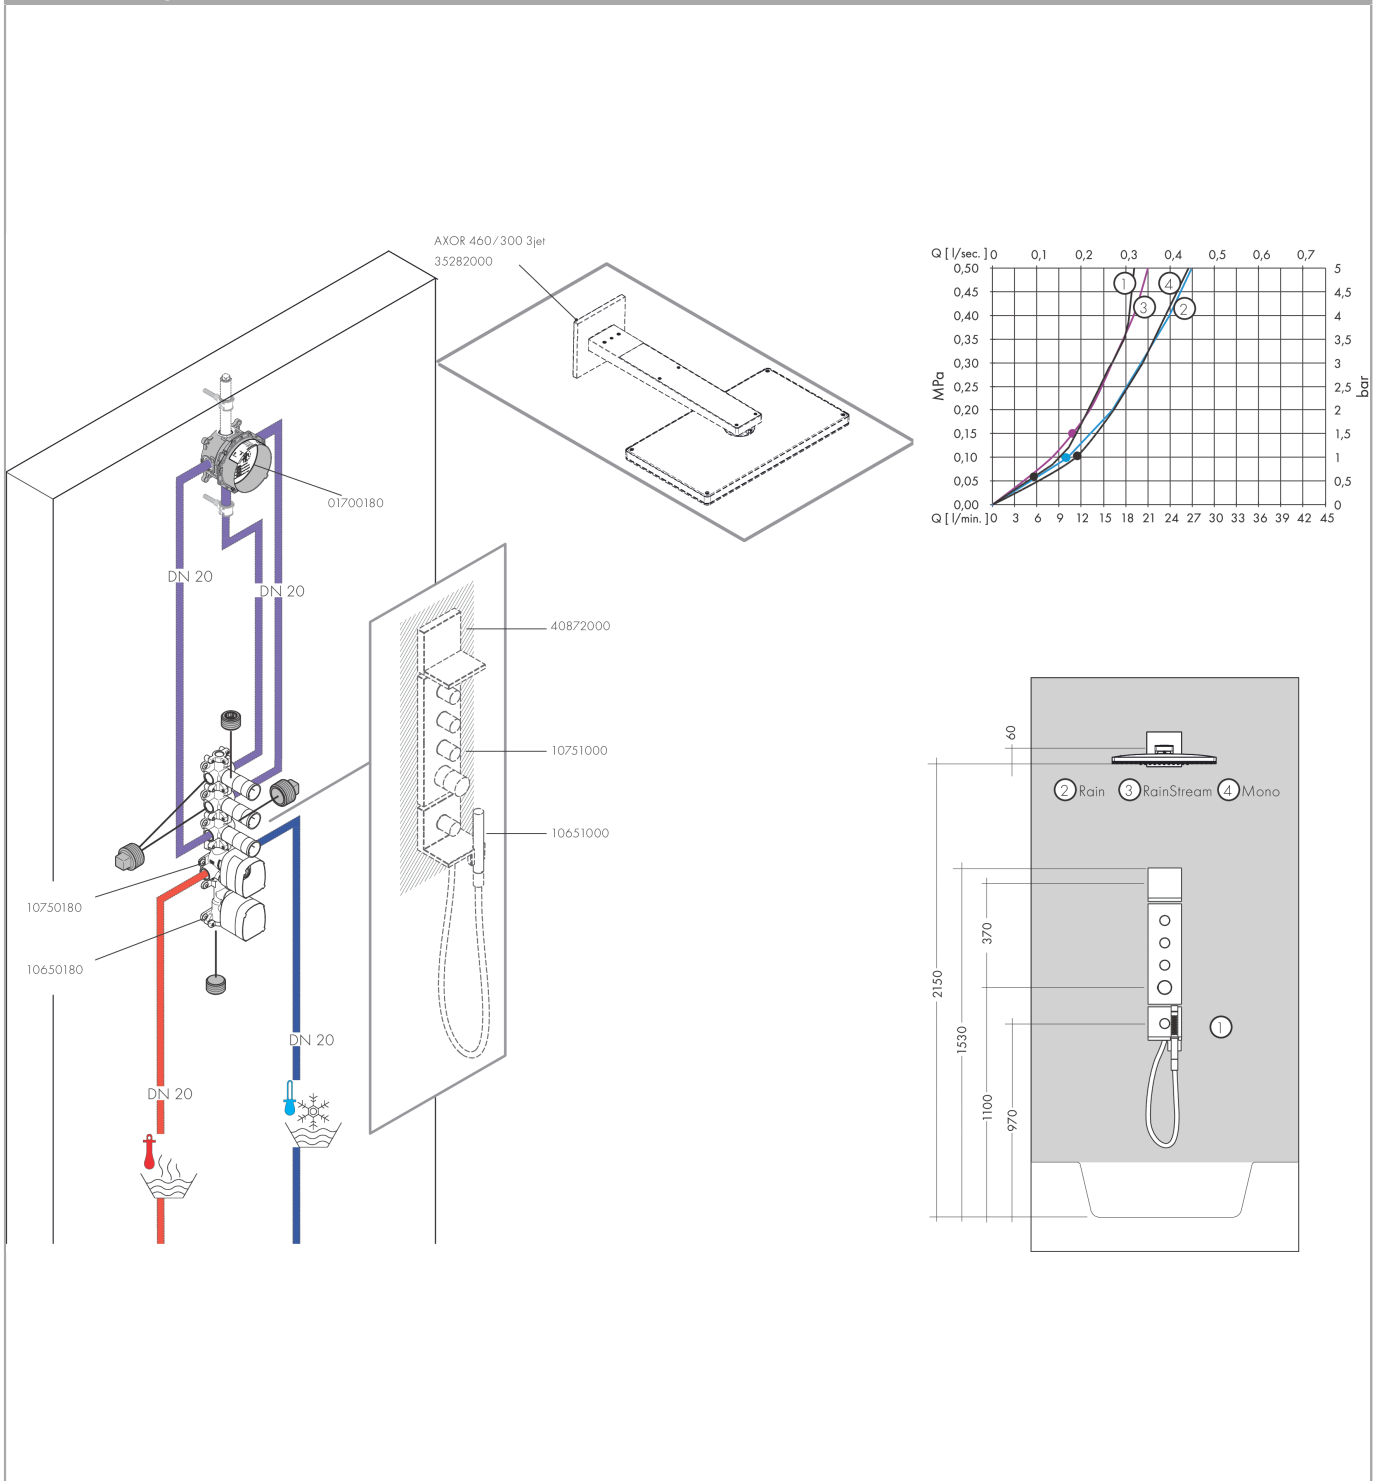 AXOR 460/300 3jet
35282000
01700180
DN 20
DN 20
40872000
10751000
10651000
10750180
10650180
DN 20
DN 20
Q [ l/sec. ] 0 0,1 0,2 0,3 0,4 0,5 0,6 0,7
0,50 5
0,45 4,5
0,40 4
0,35 3,5
0,30 3
0,25 2,5
0,20 2
0,15 1,5
0,10 1
0,05 0,5
0,00 0
MPa
bar
1 4
3 2
Q [ l/min. ] 0 3 6 9 12 15 18 21 24 27 30 33 36 39 42 45
60
2 Rain 3 RainStream 4 Mono
370
2150
1530
1100
970
1